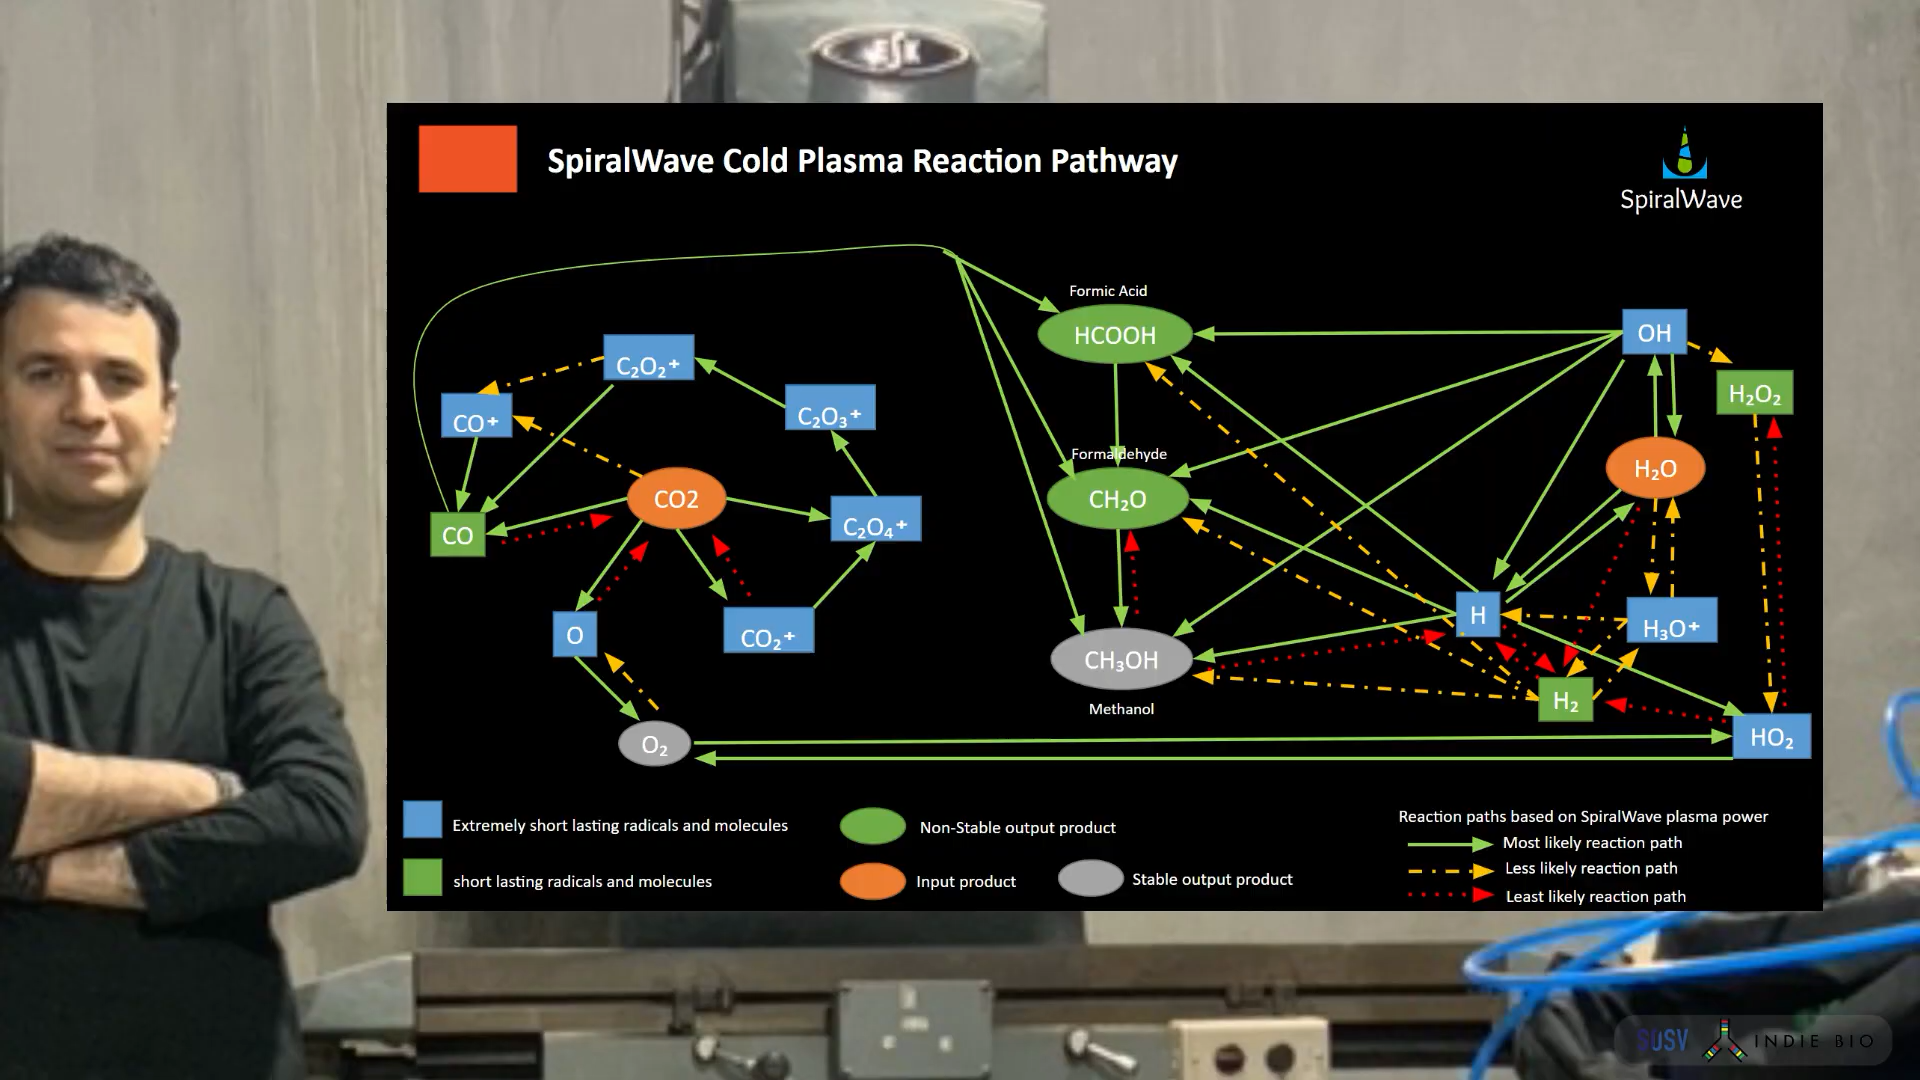 ESK
SpiralWave Cold Plasma Reaction Pathway
SpiralWave
Formic Acid
HCOOH
OH
C₂O₂⁺
H₂O₂
C₂O₃⁺
CO⁺
Formaldehyde
H₂O
CO2
CH₂O
C₂O₄⁺
CO
H
H₃O⁺
O
CO₂⁺
CH₃OH
H₂
Methanol
O₂
HO₂
Extremely short lasting radicals and molecules
short lasting radicals and molecules
Non-Stable output product
Input product
Stable output product
Reaction paths based on SpiralWave plasma power
Most likely reaction path
Less likely reaction path
Least likely reaction path
SOSV
INDIE BIO